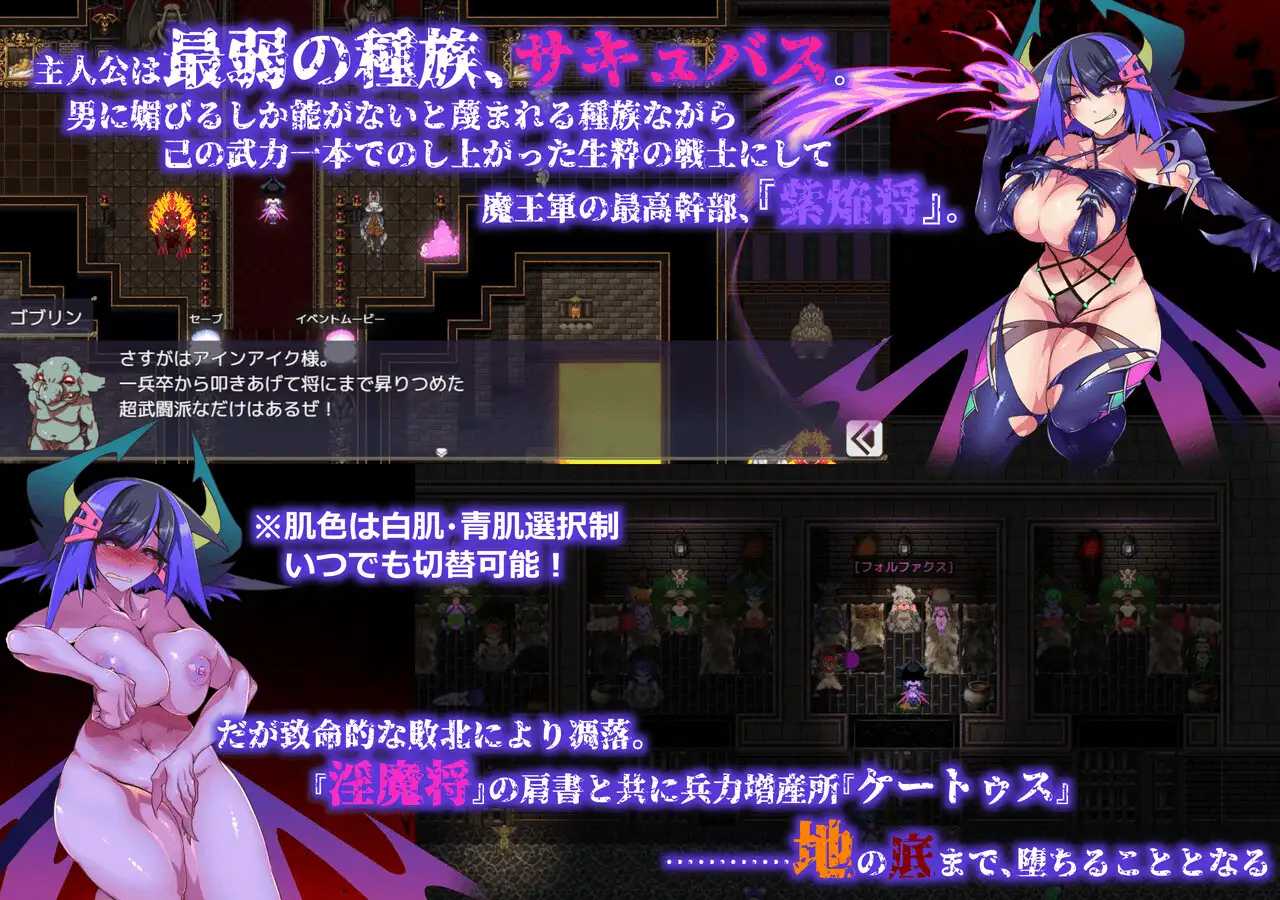 主人公は最弱の種族、サキュバス。
男に媚びるしか能がないと蔑まれる種族ながら
己の武力一本でのし上がった生粋の戦士にして
魔王軍の最高幹部、『紫焔将』。
ゴブリン
セーブ
イベントムービー
さすがはアインアイク様。
一兵卒から叩きあげて将にまで昇りつめた
超武闘派なだけはあるぜ！
※肌色は白肌・青肌選択制
いつでも切替可能！
[フォルファクス]
だが致命的な敗北により凋落。
『淫魔将』の肩書と共に兵力増産所『ケートゥス』
…………地の底まで、堕ちることとなる